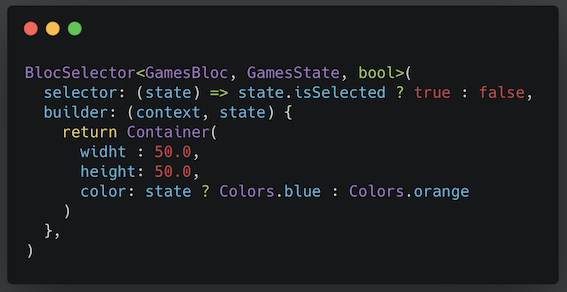 BlocSelector<GamesBloc, GamesState, bool>(
  selector: (state) => state.isSelected ? true : false,
  builder: (context, state) {
    return Container(
      widht : 50.0,
      height: 50.0,
      color: state ? Colors.blue : Colors.orange
    )
  },
)